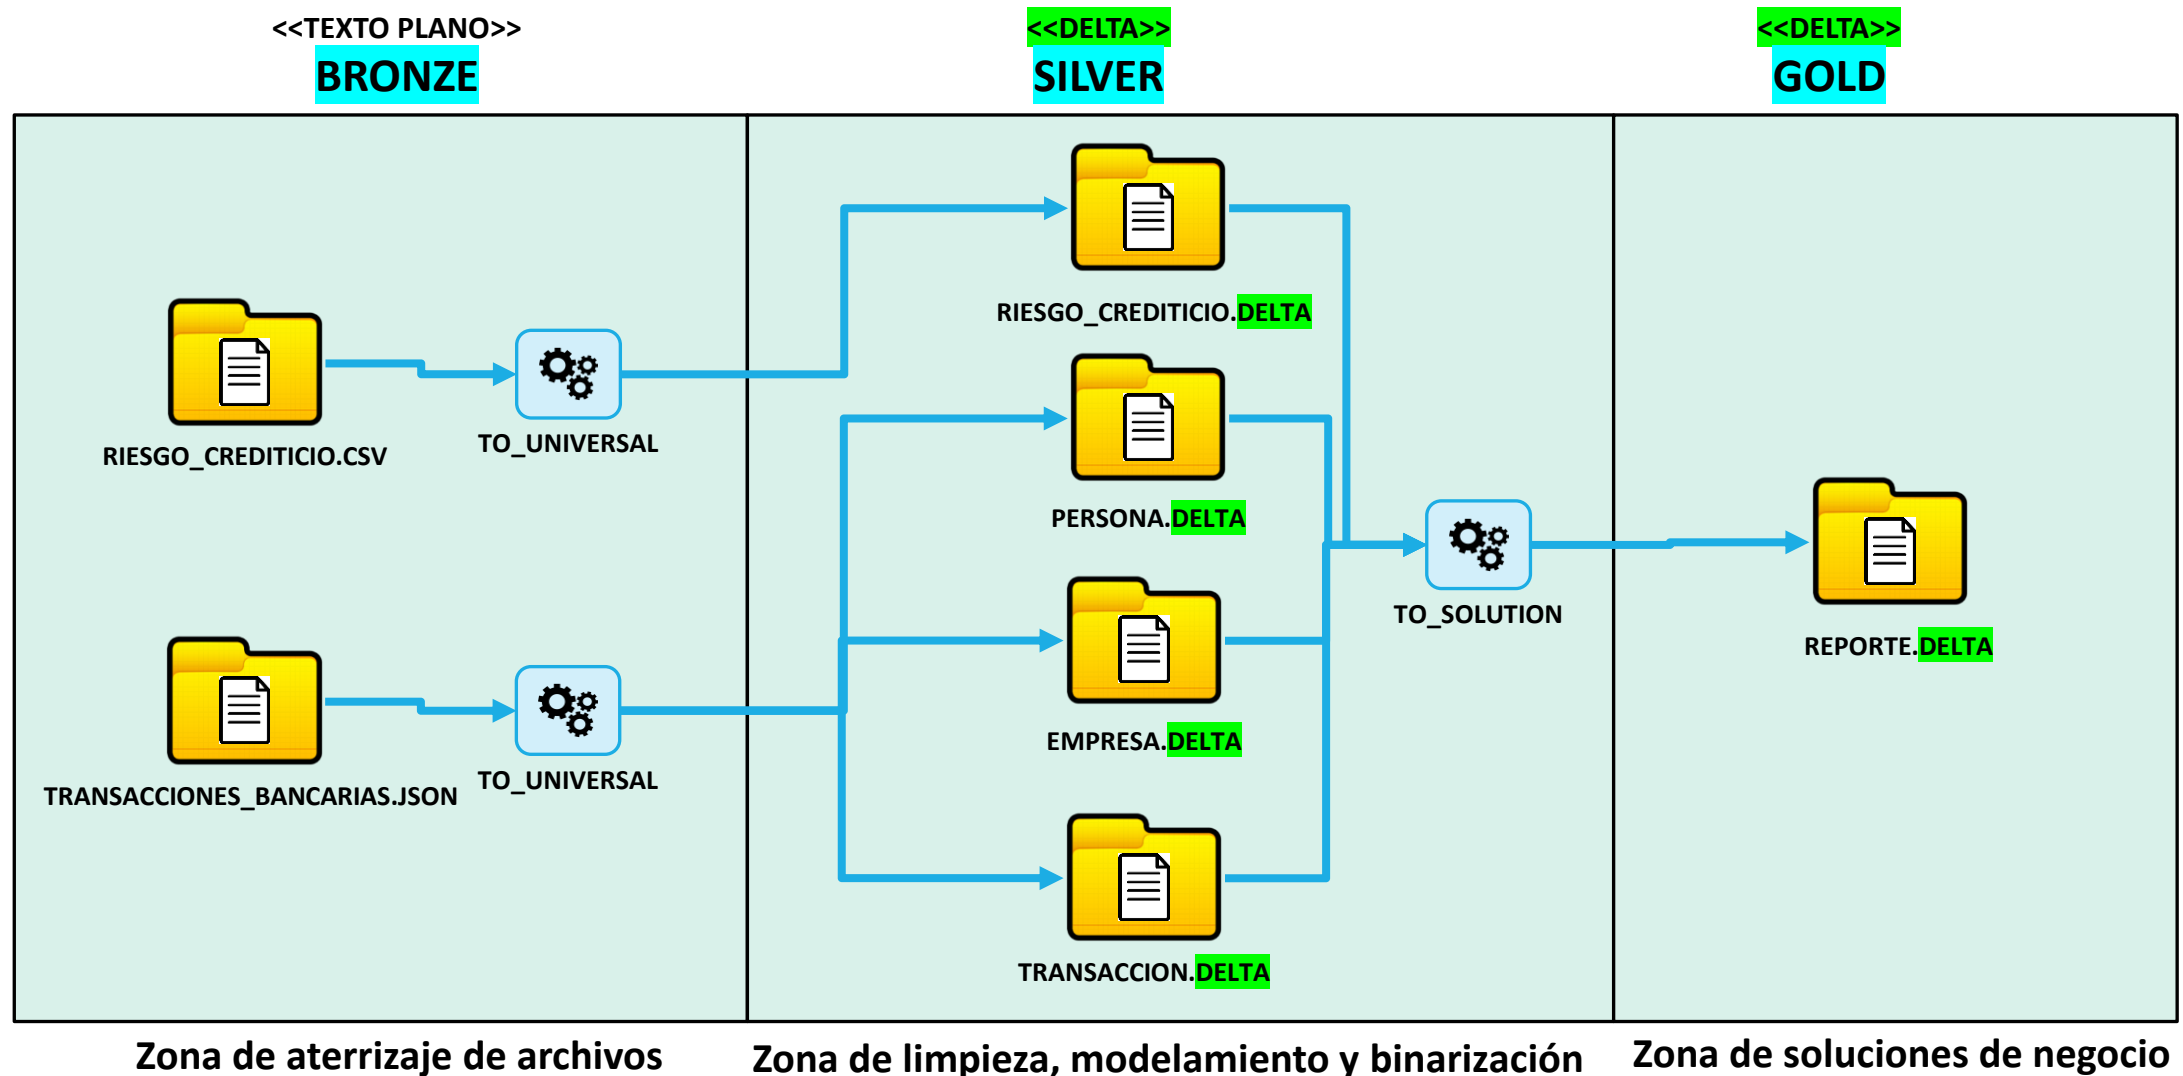 <<TEXTO PLANO>>
BRONZE
<<DELTA>>
SILVER
<<DELTA>>
GOLD
RIESGO_CREDITICIO.CSV
TO_UNIVERSAL
TRANSACCIONES_BANCARIAS.JSON
TO_UNIVERSAL
RIESGO_CREDITICIO.DELTA
PERSONA.DELTA
EMPRESA.DELTA
TRANSACCION.DELTA
TO_SOLUTION
REPORTE.DELTA
Zona de aterrizaje de archivos
Zona de limpieza, modelamiento y binarización
Zona de soluciones de negocio